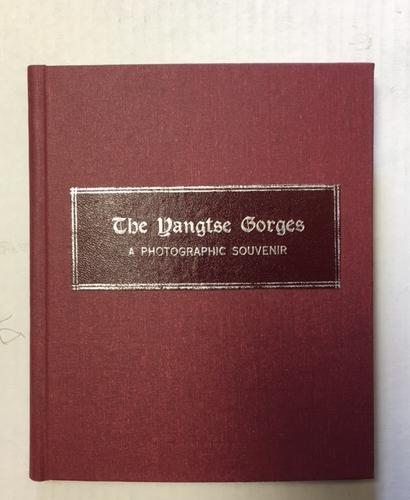 The Yangtse Gorges
A PHOTOGRAPHIC SOUVENIR